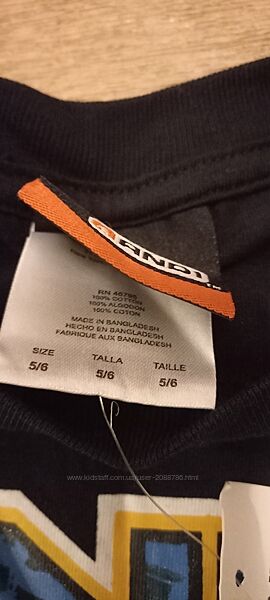 AND1
RN 46795
100% COTTON
100% ALGODON
100% COTON
MADE IN BANGLADESH
HECHO EN BANGLADESH
FABRIQUE AUX BANGLADESH
SIZE TALLA TAILLE
5/6 5/6 5/6
www.kidstaff.com.ua/user-2088786.html